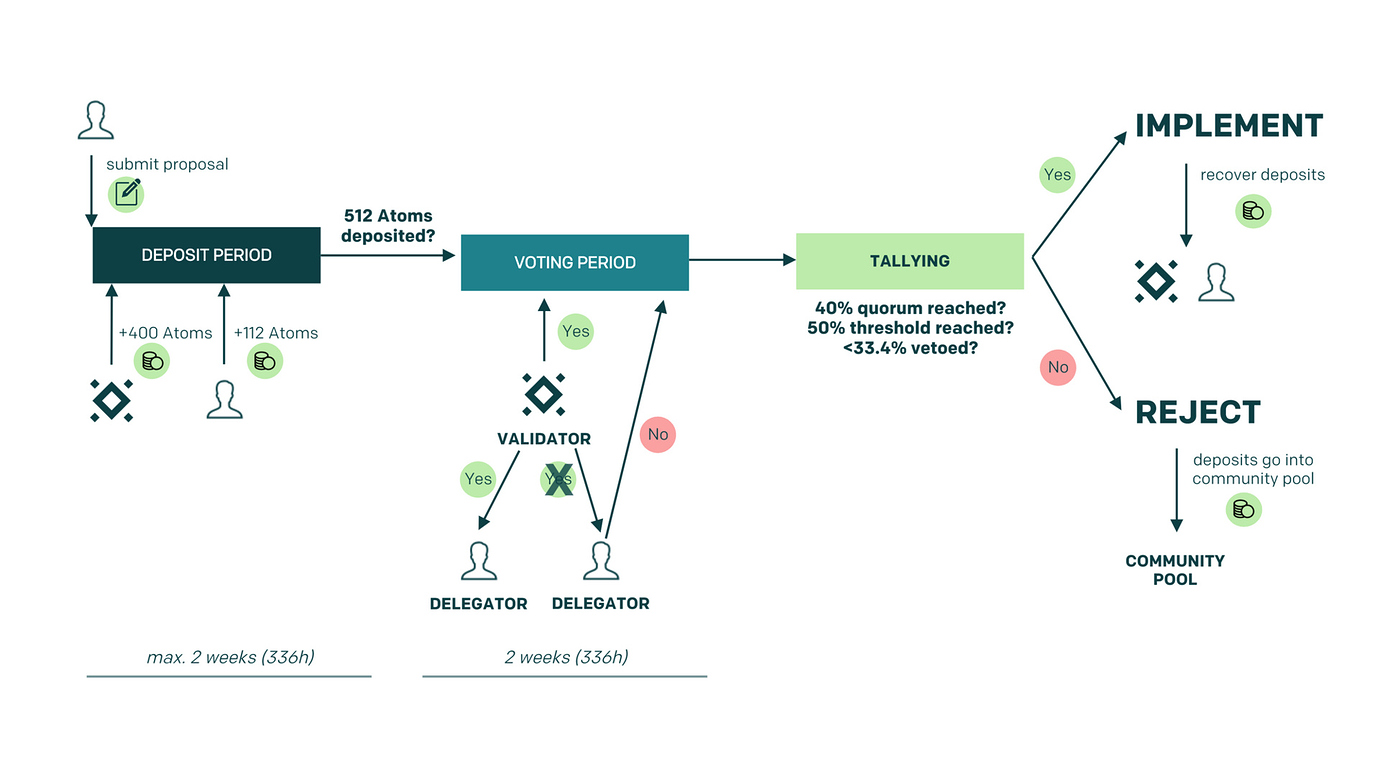 submit proposal
DEPOSIT PERIOD
+400 Atoms
+112 Atoms
max. 2 weeks (336h)
512 Atoms
deposited?
VOTING PERIOD
Yes
VALIDATOR
No
Yes
Yes
X
DELEGATOR
DELEGATOR
2 weeks (336h)
TALLYING
40% quorum reached?
50% threshold reached?
<33.4% vetoed?
Yes
No
IMPLEMENT
recover deposits
REJECT
deposits go into
community pool
COMMUNITY
POOL